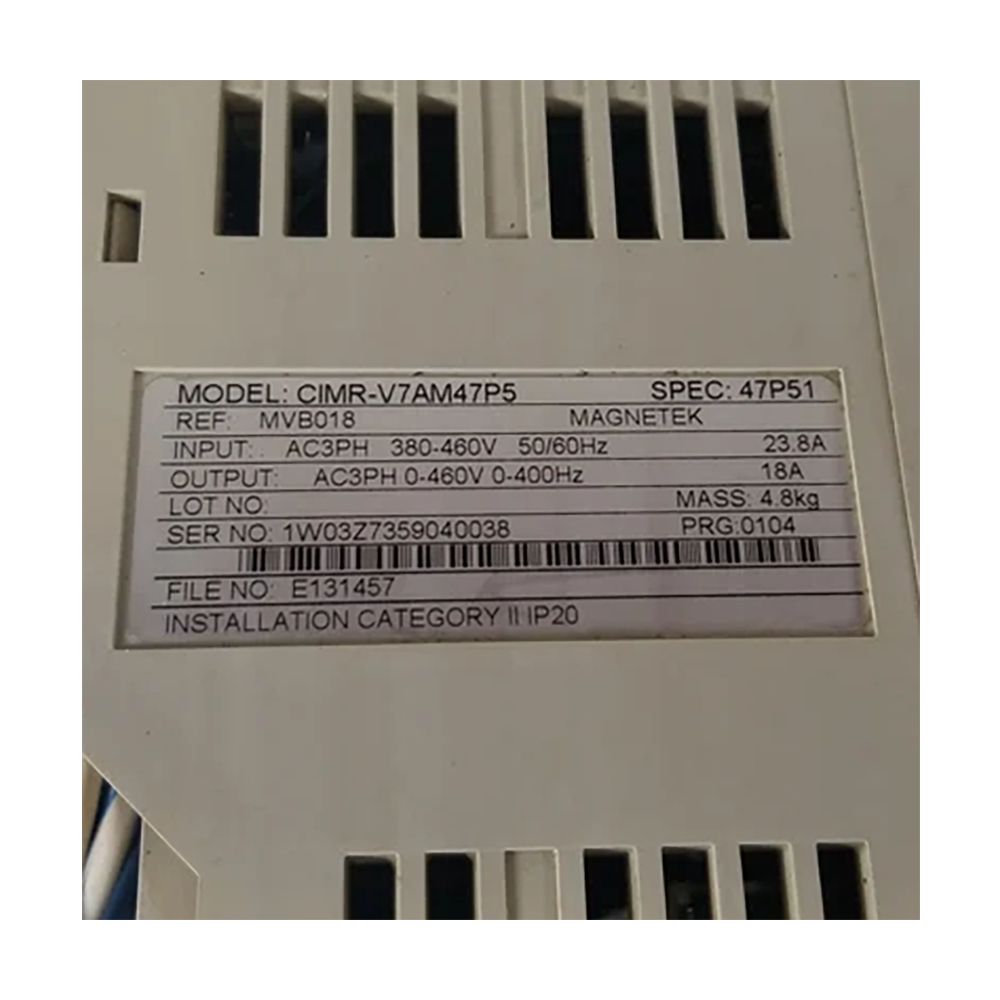 MODEL: CIMR-V7AM47P5 SPEC: 47P51
REF: MVB018 MAGNETEK
INPUT: . AC3PH 380-460V 50/60Hz 23.8A
OUTPUT: AC3PH 0-460V 0-400Hz 18A
LOT NO: MASS: 4.8kg
SER NO: 1W03Z7359040038 PRG:0104
FILE NO: E131457
INSTALLATION CATEGORY II IP20